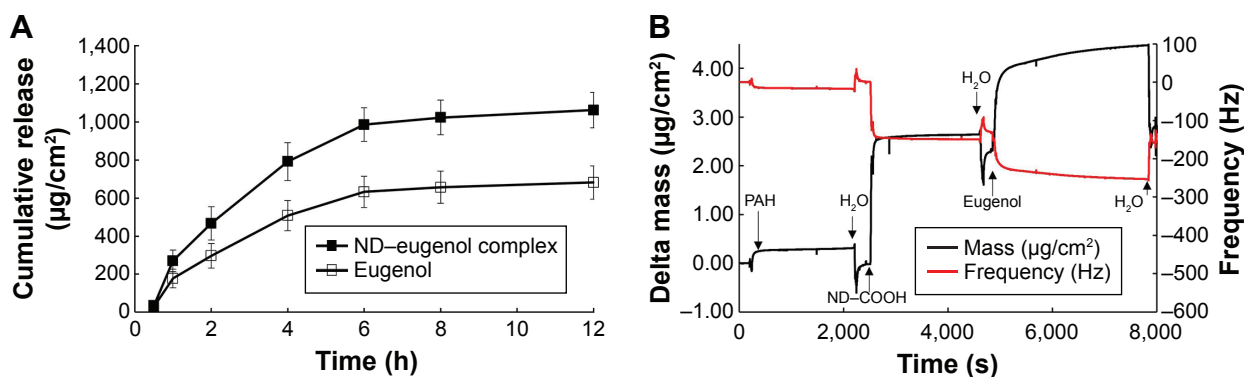 A
Cumulative release
(µg/cm²)
1,400
1,200
1,000
800
600
400
200
0
ND–eugenol complex
Eugenol
0
2
4
6
8
10
12
Time (h)
B
Delta mass (µg/cm²)
4.00
3.00
2.00
1.00
0.00
–1.00
PAH
H₂O
ND–COOH
H₂O
Eugenol
H₂O
Mass (µg/cm²)
Frequency (Hz)
100
0
–100
–200
–300
–400
–500
–600
Frequency (Hz)
0
2,000
4,000
6,000
8,000
Time (s)